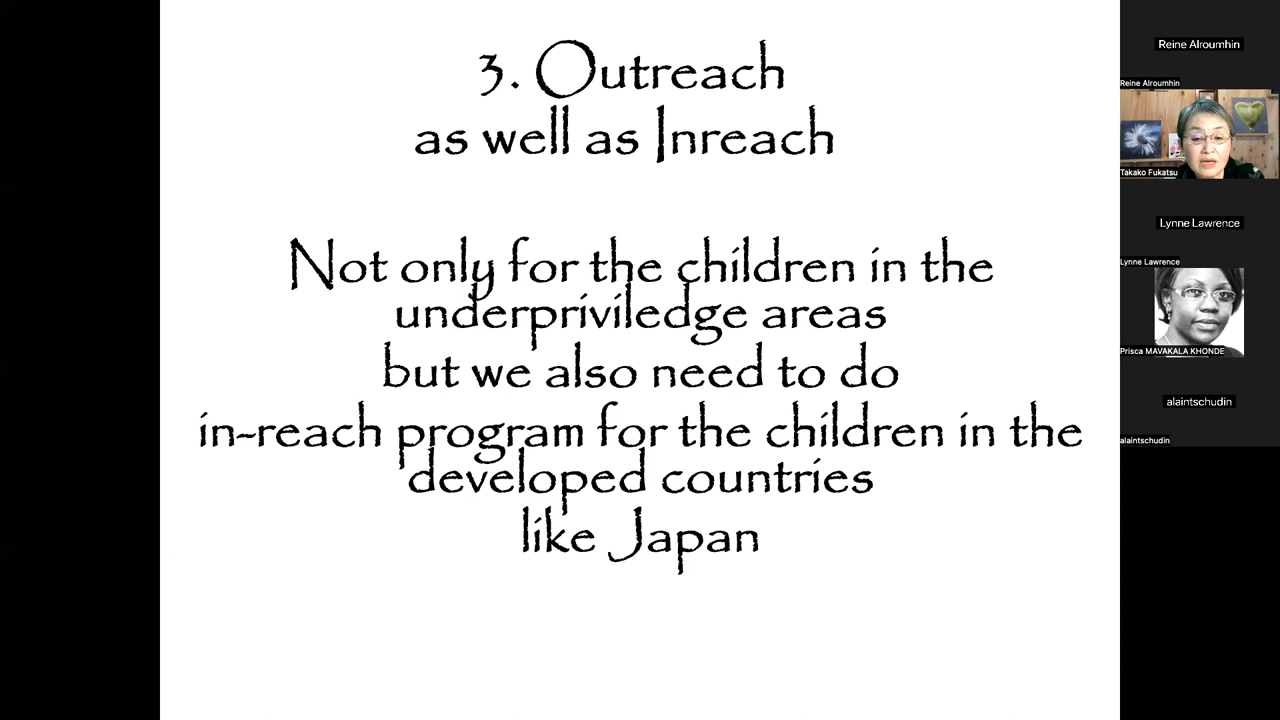 3. Outreach
as well as Inreach
Not only for the children in the
underpriviledge areas
but we also need to do
in-reach program for the children in the
developed countries
like Japan
Reine Alroumhin
Reine Alroumhin
Takako Fukatsu
Lynne Lawrence
Lynne Lawrence
Prisca MAVAKALA KHONDE
alaintschudin
alaintschudin